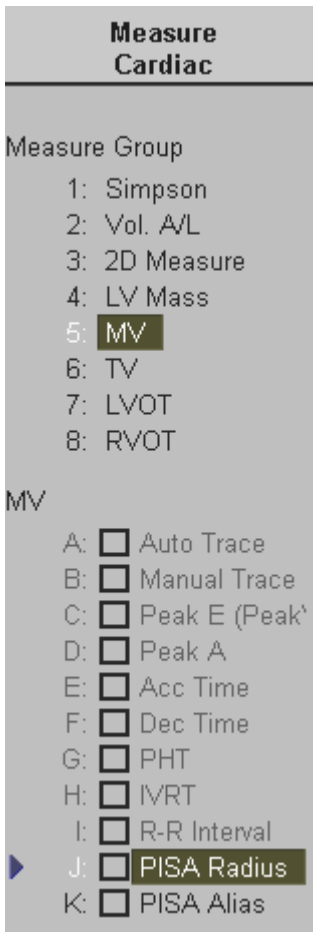 Measure
Cardiac
Measure Group
1: Simpson
2: Vol. A/L
3: 2D Measure
4: LV Mass
5: MV
6: TV
7: LVOT
8: RVOT
MV
A: Auto Trace
B: Manual Trace
C: Peak E (Peak
D: Peak A
E: Acc Time
F: Dec Time
G: PHT
H: IVRT
I: R-R Interval
J: PISA Radius
K: PISA Alias